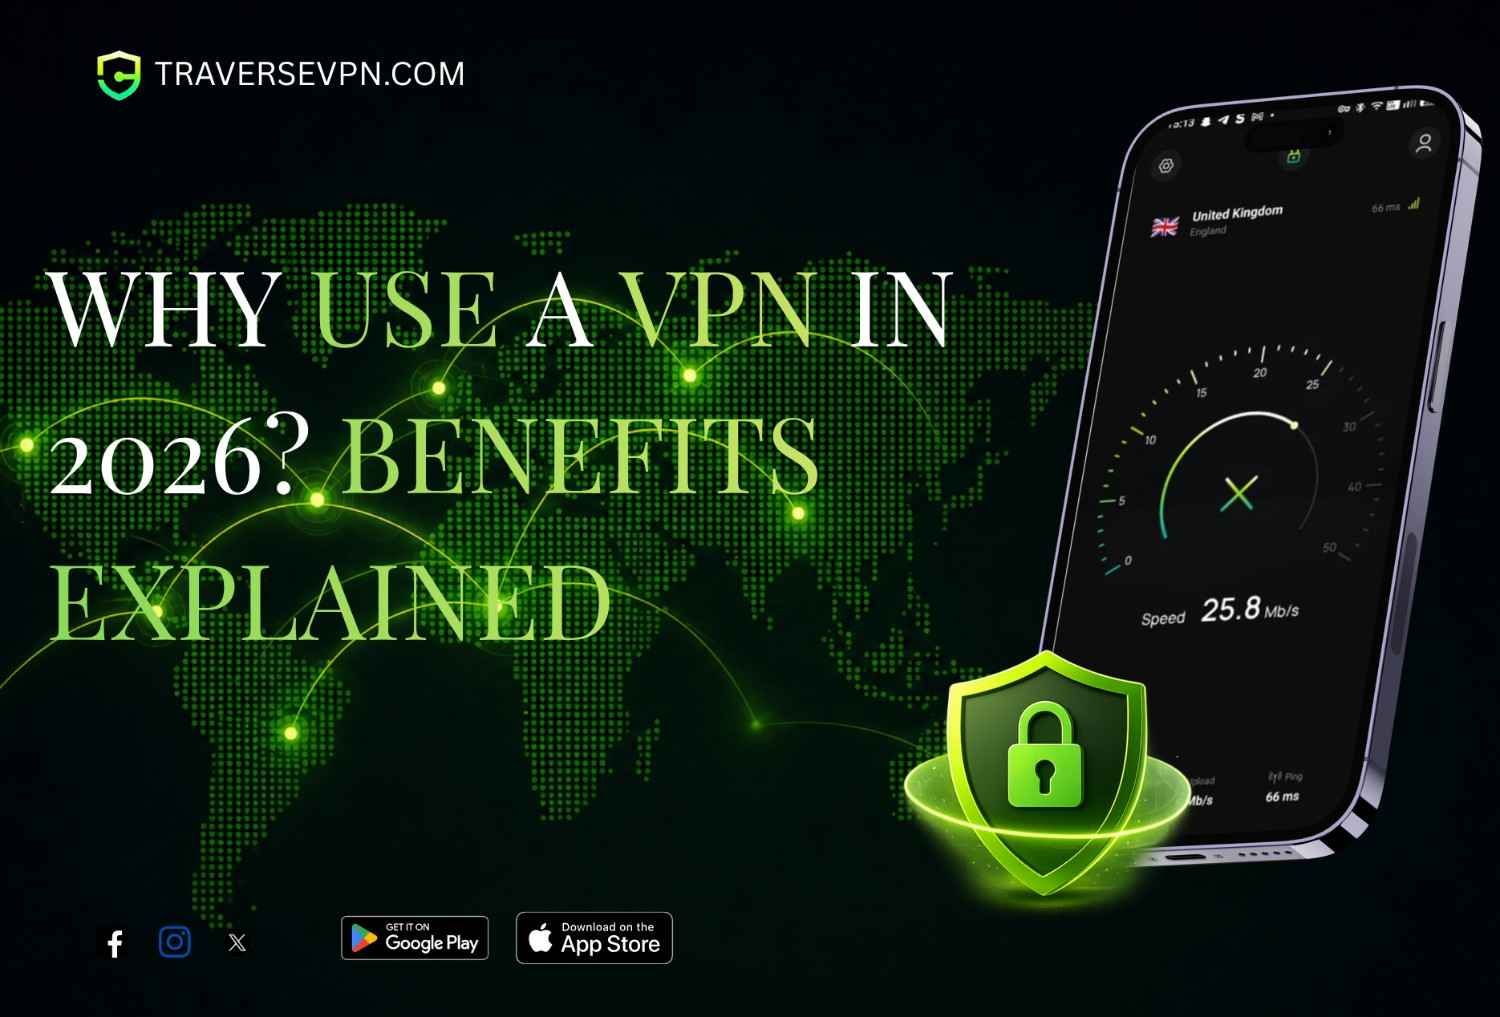 TRAVERSEVPN.COM
WHY USE A VPN IN
2026? BENEFITS
EXPLAINED
United Kingdom
England
66 ms
0
5
10
15
20
25
30
40
50
Speed 25.8 Mb/s
Mb/s
Ping
66 ms
GET IT ON
Google Play
Download on the
App Store